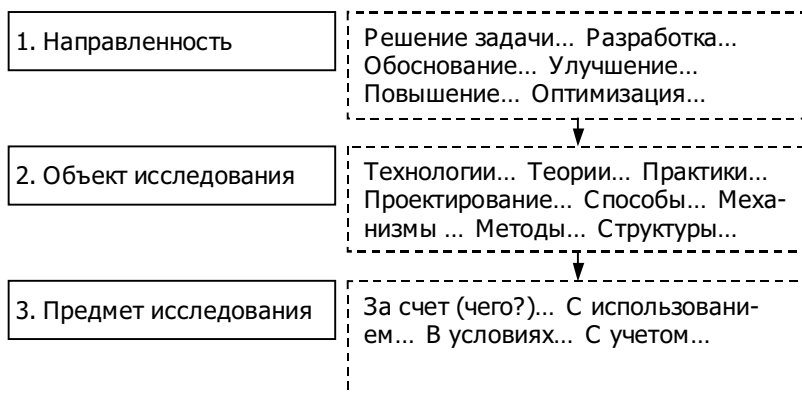 1. Направленность
Решение задачи... Разработка...
Обоснование... Улучшение...
Повышение... Оптимизация...
2. Объект исследования
Технологии... Теории... Практики...
Проектирование... Способы... Меха-
низмы ... Методы... Структуры...
3. Предмет исследования
За счет (чего?)... С использовани-
ем... В условиях... С учетом...